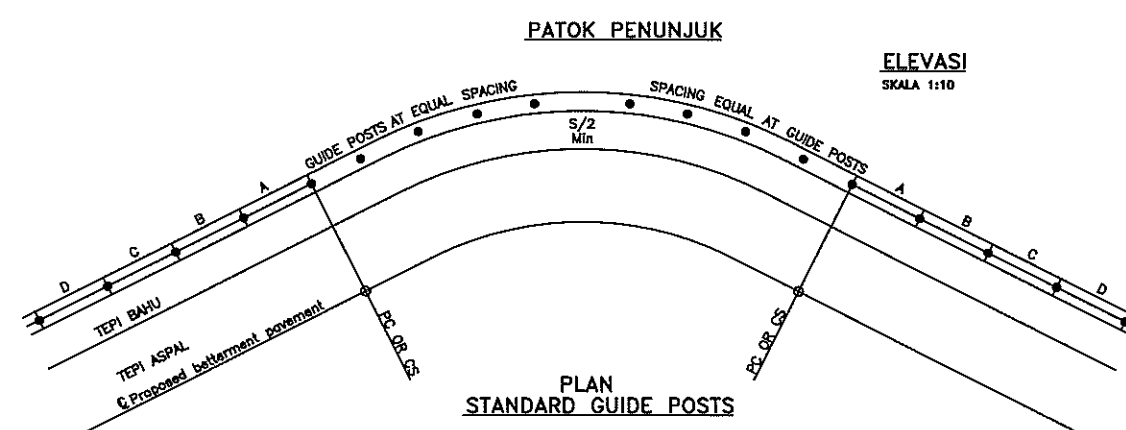 PATOK PENUNJUK
ELEVASI
SKALA 1:10
GUIDE POSTS AT EQUAL SPACING
SPACING EQUAL AT GUIDE POSTS
S/2
Min
D
C
B
A
A
B
C
D
TEPI BAHU
TEPI ASPAL
℄ Proposed betterment pavement
PC OR CS
PC OR CS
PLAN
STANDARD GUIDE POSTS